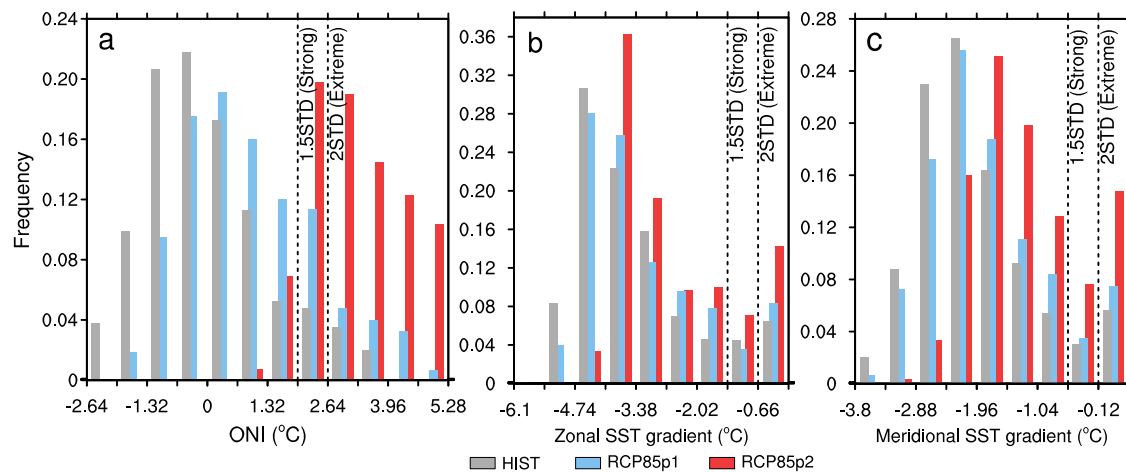 a
0.24
0.20
0.16
0.12
0.08
0.04
0
Frequency
1.5STD (Strong)
2STD (Extreme)
-2.64 -1.32 0 1.32 2.64 3.96 5.28
ONI (°C)
b
0.36
0.32
0.28
0.24
0.20
0.16
0.12
0.08
0.04
0
1.5STD (Strong)
2STD (Extreme)
-6.1 -4.74 -3.38 -2.02 -0.66
Zonal SST gradient (°C)
c
0.28
0.24
0.20
0.16
0.12
0.08
0.04
0
1.5STD (Strong)
2STD (Extreme)
-3.8 -2.88 -1.96 -1.04 -0.12
Meridional SST gradient (°C)
HIST RCP85p1 RCP85p2